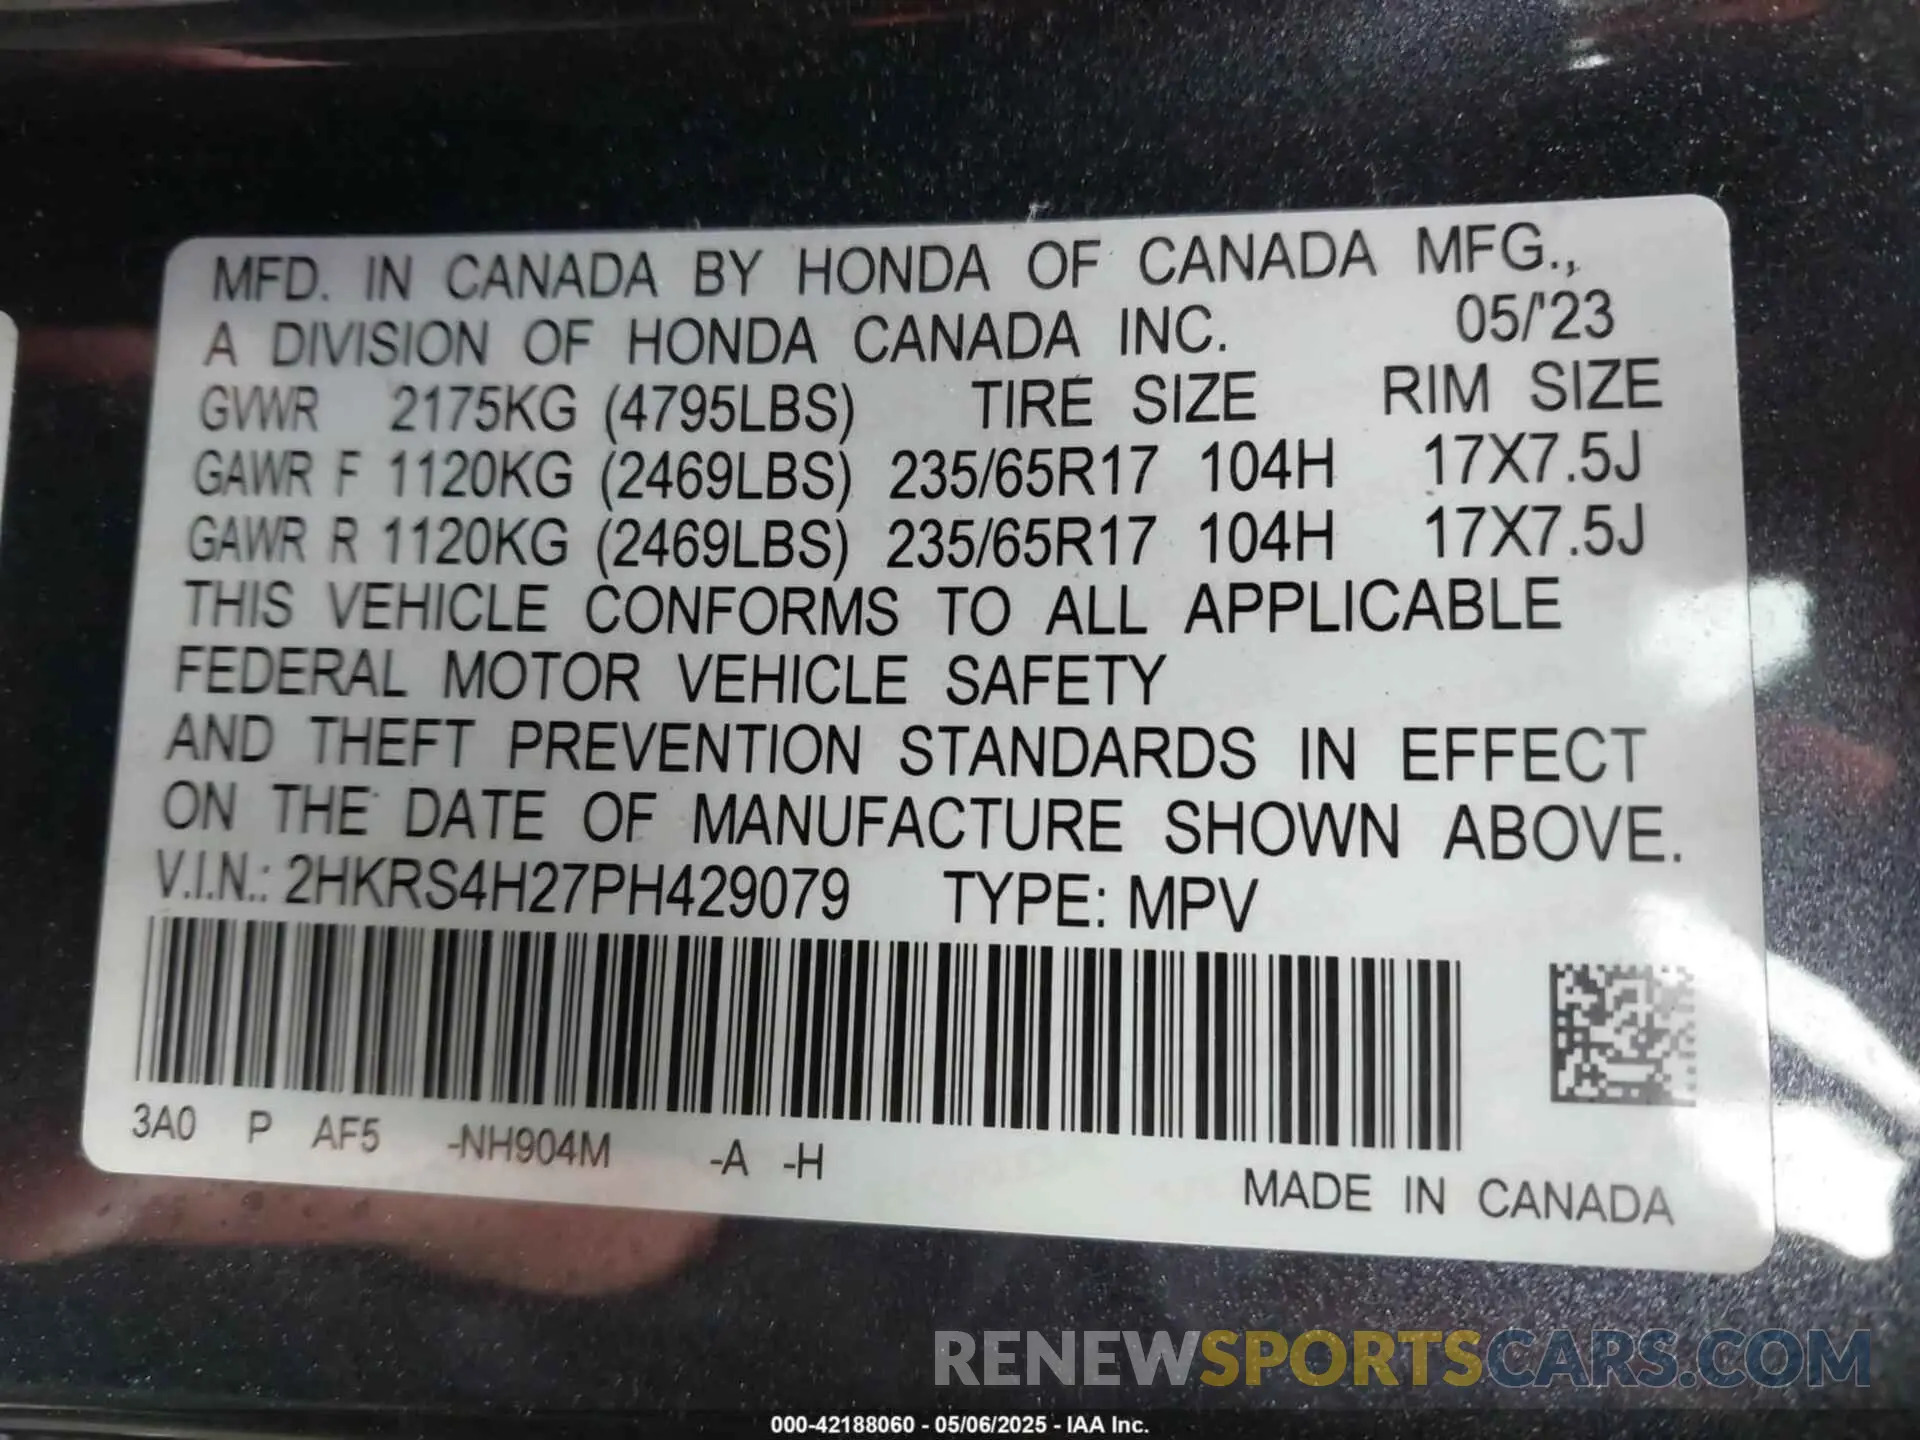 MFD. IN CANADA BY HONDA OF CANADA MFG.,
A DIVISION OF HONDA CANADA INC. 05/'23
GVWR 2175KG (4795LBS) TIRE SIZE RIM SIZE
GAWR F 1120KG (2469LBS) 235/65R17 104H 17X7.5J
GAWR R 1120KG (2469LBS) 235/65R17 104H 17X7.5J
THIS VEHICLE CONFORMS TO ALL APPLICABLE
FEDERAL MOTOR VEHICLE SAFETY
AND THEFT PREVENTION STANDARDS IN EFFECT
ON THE DATE OF MANUFACTURE SHOWN ABOVE.
V.I.N.: 2HKRS4H27PH429079 TYPE: MPV
3A0 P AF5 -NH904M -A -H
MADE IN CANADA
RENEWSPORTSCARS.COM
000-42188060 - 05/06/2025 - IAA Inc.